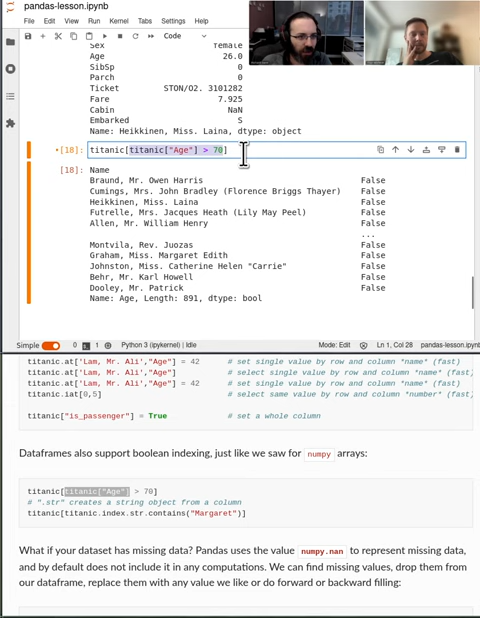 pandas-lesson.ipynb
File Edit View Run Kernel Tabs Settings Help
Code
Sex female
Age 26.0
SibSp 0
Parch 0
Ticket STON/O2. 3101282
Fare 7.925
Cabin NaN
Embarked S
Name: Heikkinen, Miss. Laina, dtype: object
•[18]: titanic[titanic["Age"] > 70]
[18]: Name
Braund, Mr. Owen Harris False
Cumings, Mrs. John Bradley (Florence Briggs Thayer) False
Heikkinen, Miss. Laina False
Futrelle, Mrs. Jacques Heath (Lily May Peel) False
Allen, Mr. William Henry False
...
Montvila, Rev. Juozas False
Graham, Miss. Margaret Edith False
Johnston, Miss. Catherine Helen "Carrie" False
Behr, Mr. Karl Howell False
Dooley, Mr. Patrick False
Name: Age, Length: 891, dtype: bool
Simple 0 1 Python 3 (ipykernel) | Idle Mode: Edit Ln 1, Col 28 pandas-lesson.ipynb
titanic.at['Lam, Mr. Ali',"Age"] = 42 # set single value by row and column *name* (fast)
titanic.at['Lam, Mr. Ali',"Age"] # select single value by row and column *name* (fast)
titanic.at['Lam, Mr. Ali',"Age"] = 42 # set single value by row and column *name* (fast)
titanic.iat[0,5] # select same value by row and column *number* (fast)
titanic["is_passenger"] = True # set a whole column
Dataframes also support boolean indexing, just like we saw for numpy arrays:
titanic[titanic["Age"] > 70]
# ".str" creates a string object from a column
titanic[titanic.index.str.contains("Margaret")]
What if your dataset has missing data? Pandas uses the value numpy.nan to represent missing data,
and by default does not include it in any computations. We can find missing values, drop them from
our dataframe, replace them with any value we like or do forward or backward filling: